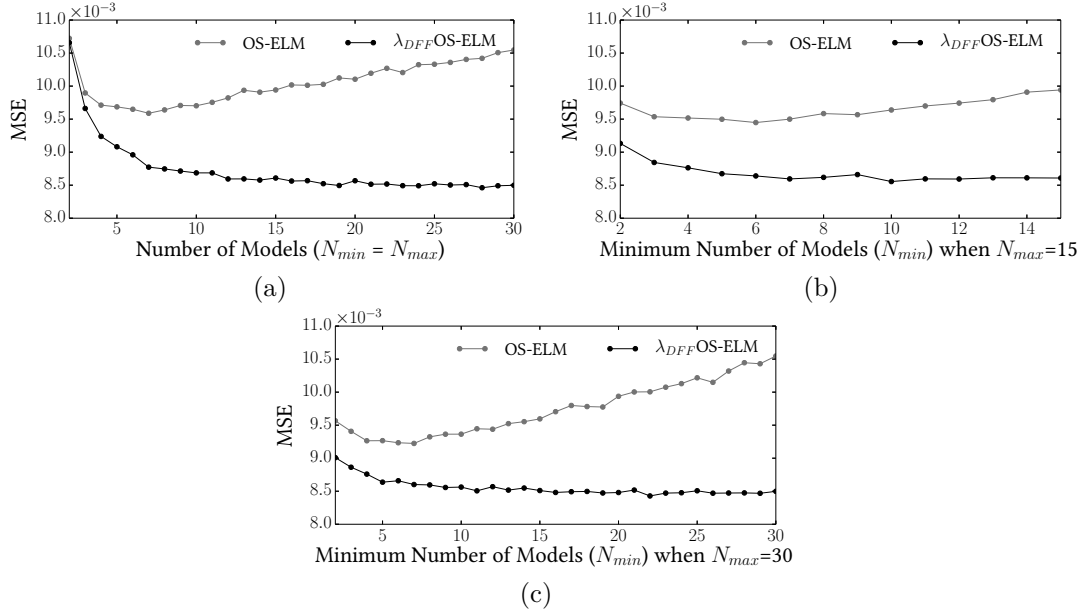 ×10⁻³
11.0
10.5
10.0
9.5
9.0
8.5
8.0
MSE
OS-ELM
λ_DFF OS-ELM
5 10 15 20 25 30
Number of Models (N_min = N_max)
(a)
×10⁻³
11.0
10.5
10.0
9.5
9.0
8.5
8.0
MSE
OS-ELM
λ_DFF OS-ELM
2 4 6 8 10 12 14
Minimum Number of Models (N_min) when N_max=15
(b)
×10⁻³
11.0
10.5
10.0
9.5
9.0
8.5
8.0
MSE
OS-ELM
λ_DFF OS-ELM
5 10 15 20 25 30
Minimum Number of Models (N_min) when N_max=30
(c)